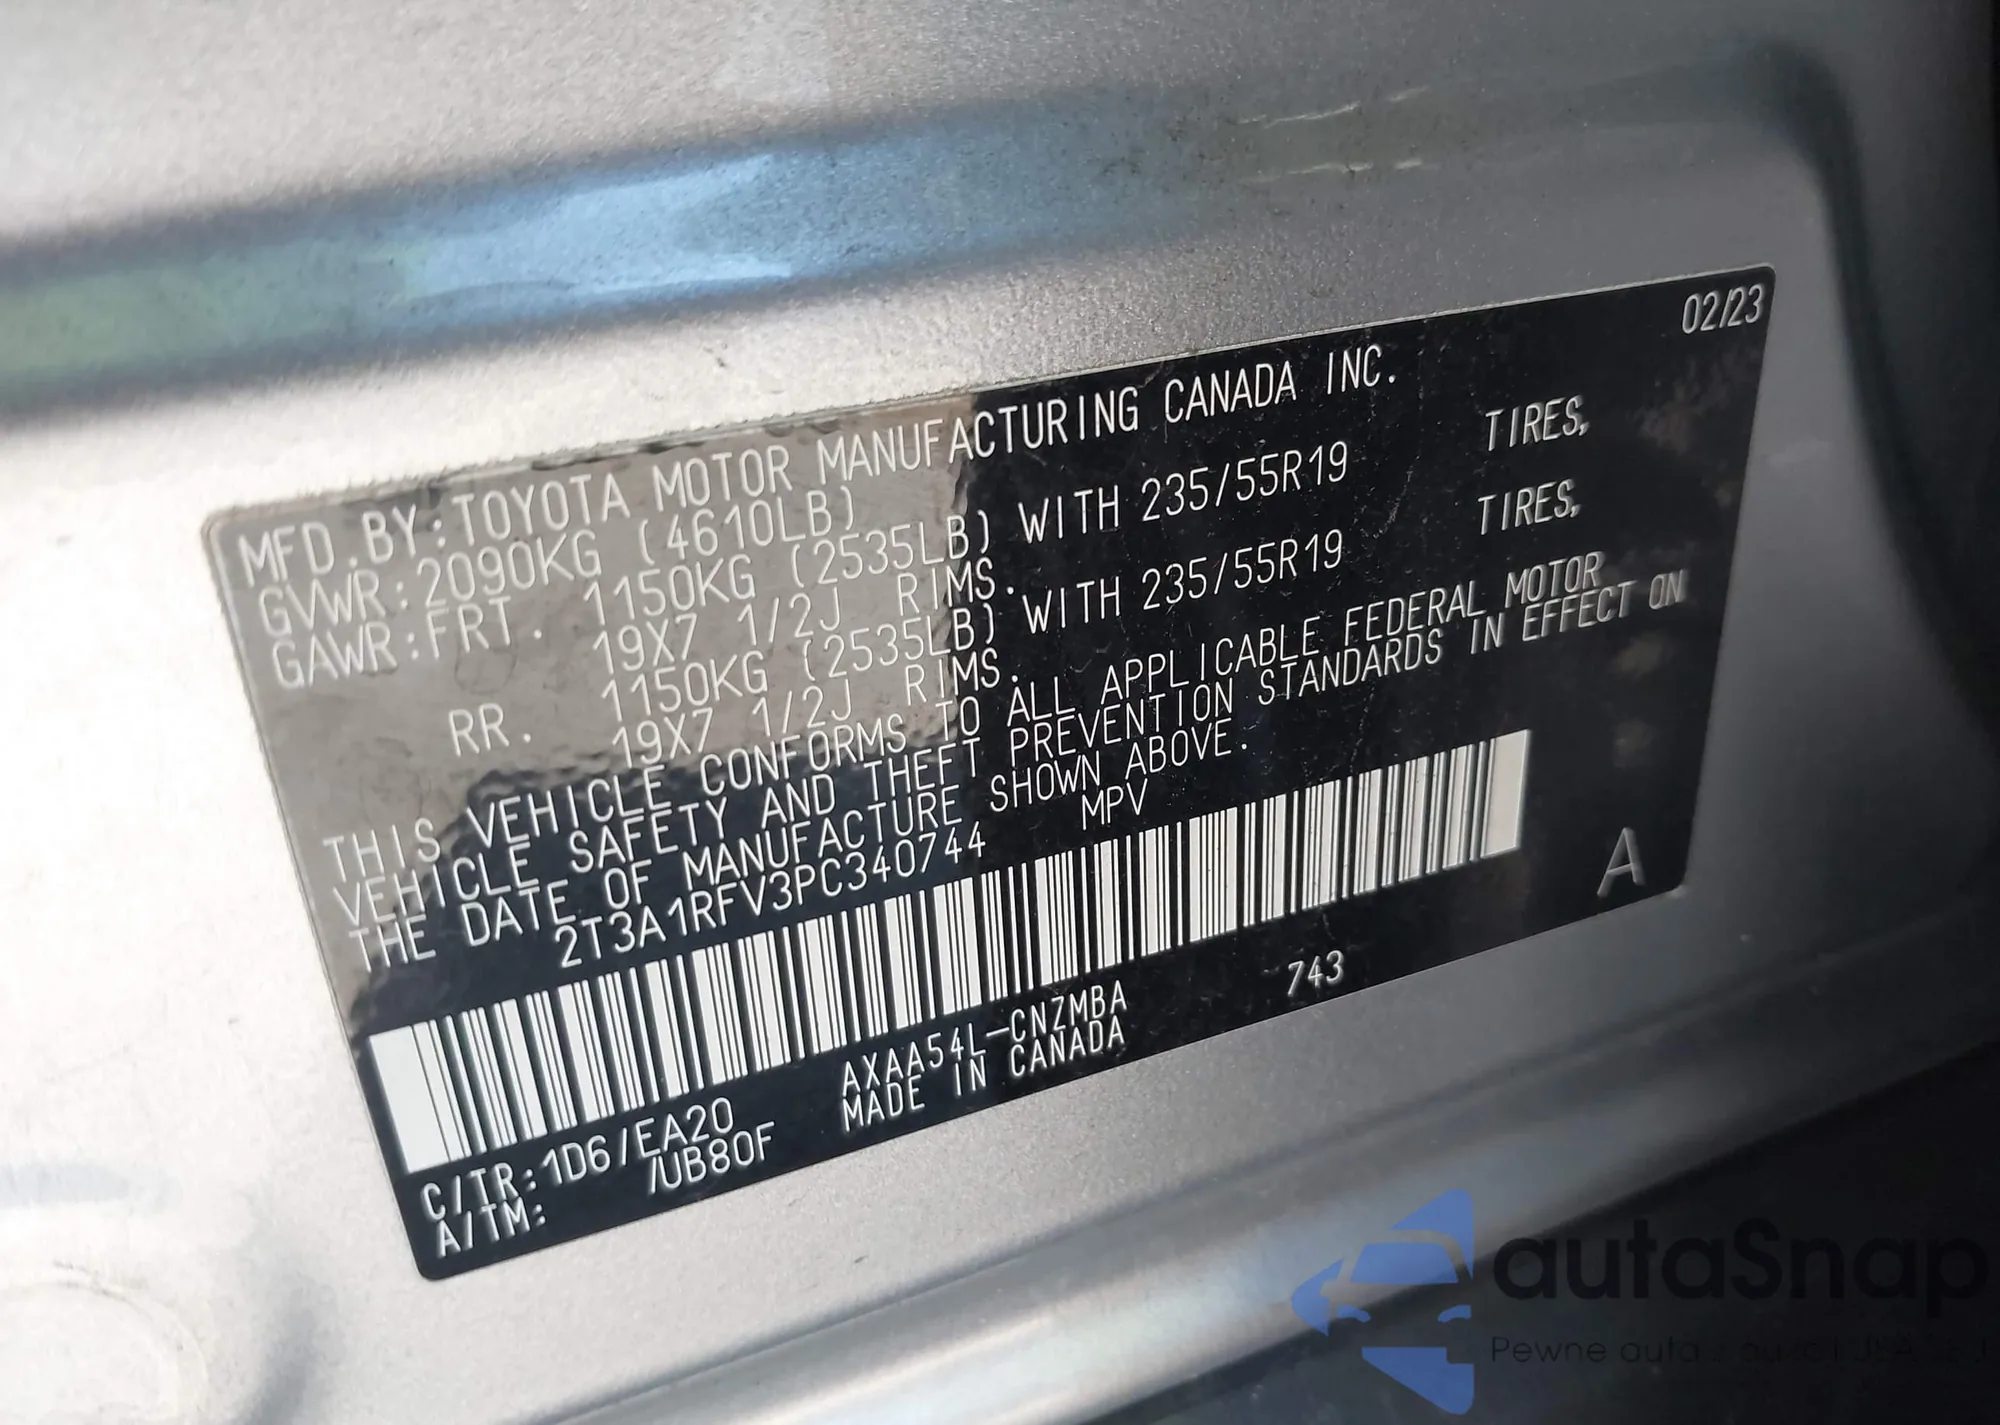 02/23
MFD.BY:TOYOTA MOTOR MANUFACTURING CANADA INC.
GVWR:2090KG (4610LB)
GAWR:FRT. 1150KG (2535LB) WITH 235/55R19 TIRES,
19X7 1/2J RIMS.
RR. 1150KG (2535LB) WITH 235/55R19 TIRES,
19X7 1/2J RIMS.
THIS VEHICLE CONFORMS TO ALL APPLICABLE FEDERAL MOTOR
VEHICLE SAFETY AND THEFT PREVENTION STANDARDS IN EFFECT ON
THE DATE OF MANUFACTURE SHOWN ABOVE.
2T3A1RFV3PC340744 MPV
A
C/TR:1D6/EA20 AXAA54L-CNZMBA 743
A/TM: /UB80F MADE IN CANADA
autaSnap
Pewne auto